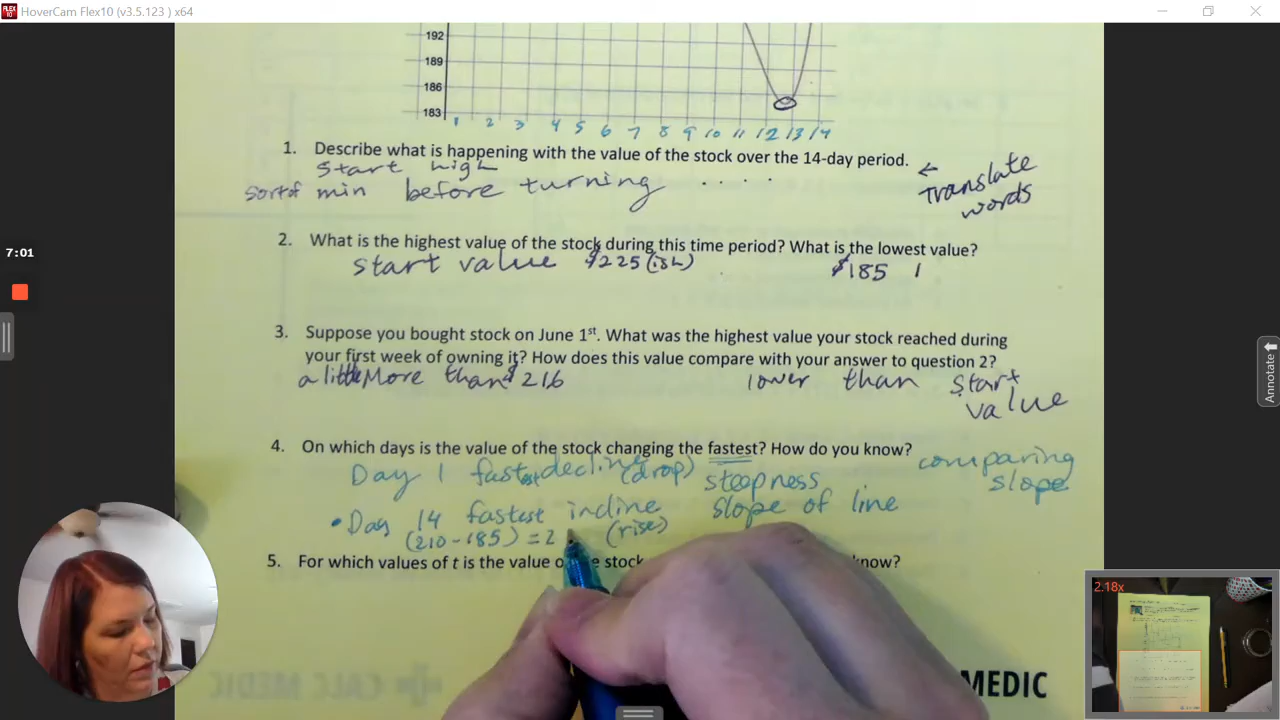 HoverCam Flex10 (v3.5.123) x64
192
189
186
183
1 2 3 4 5 6 7 8 9 10 11 12 13 14
1. Describe what is happening with the value of the stock over the 14-day period. ←
start high
sort of min before turning . . . .
Translate
words
2. What is the highest value of the stock during this time period? What is the lowest value?
start value $225 (ish) $185
3. Suppose you bought stock on June 1st. What was the highest value your stock reached during
your first week of owning it? How does this value compare with your answer to question 2?
a little More than $216 lower than start
value
4. On which days is the value of the stock changing the fastest? How do you know?
Day 1 fastest decline (drop) steepness comparing
slope
• Day 14 fastest incline (rise) slope of line
(210-185) = 2
5. For which values of t is the value of the stock know?
MEDIC
7:01
Annotate
2.18x